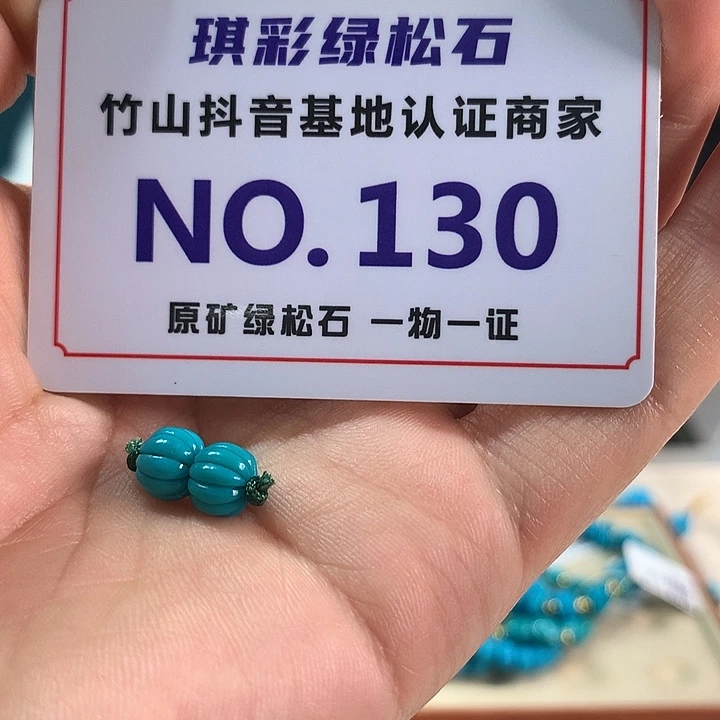 琪彩绿松石
竹山抖音基地认证商家
NO.130
原矿绿松石 一物一证